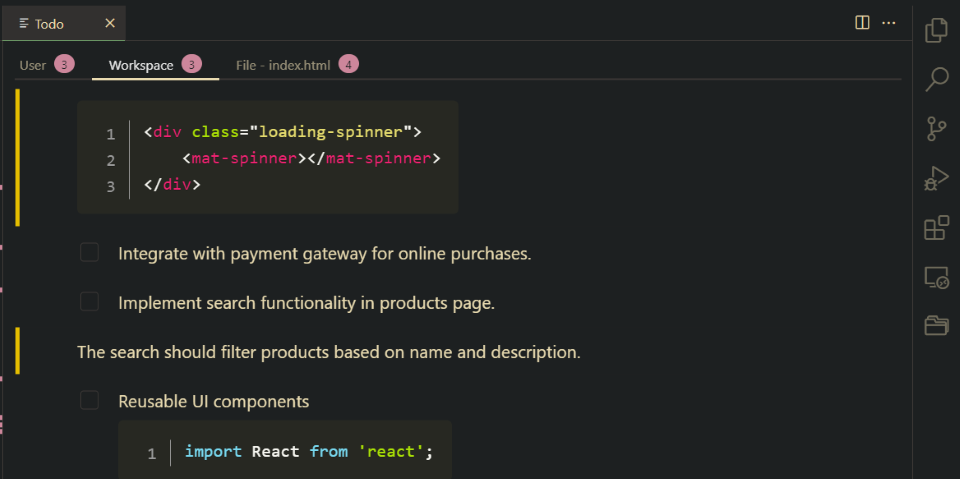 Todo
User 3 Workspace 3 File - index.html 4
1 <div class="loading-spinner">
2     <mat-spinner></mat-spinner>
3 </div>
Integrate with payment gateway for online purchases.
Implement search functionality in products page.
The search should filter products based on name and description.
Reusable UI components
1 import React from 'react';